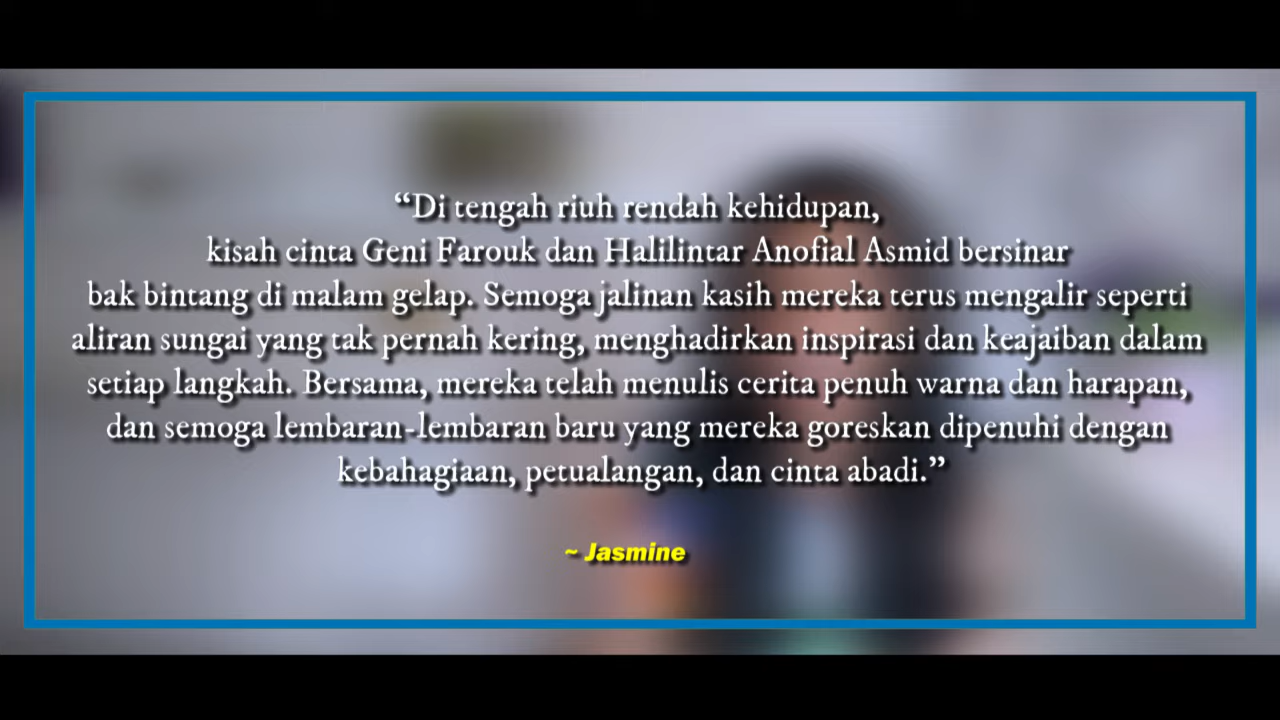 “Di tengah riuh rendah kehidupan,
kisah cinta Geni Farouk dan Halilintar Anofial Asmid bersinar
bak bintang di malam gelap. Semoga jalinan kasih mereka terus mengalir seperti
aliran sungai yang tak pernah kering, menghadirkan inspirasi dan keajaiban dalam
setiap langkah. Bersama, mereka telah menulis cerita penuh warna dan harapan,
dan semoga lembaran-lembaran baru yang mereka goreskan dipenuhi dengan
kebahagiaan, petualangan, dan cinta abadi.”
~ Jasmine